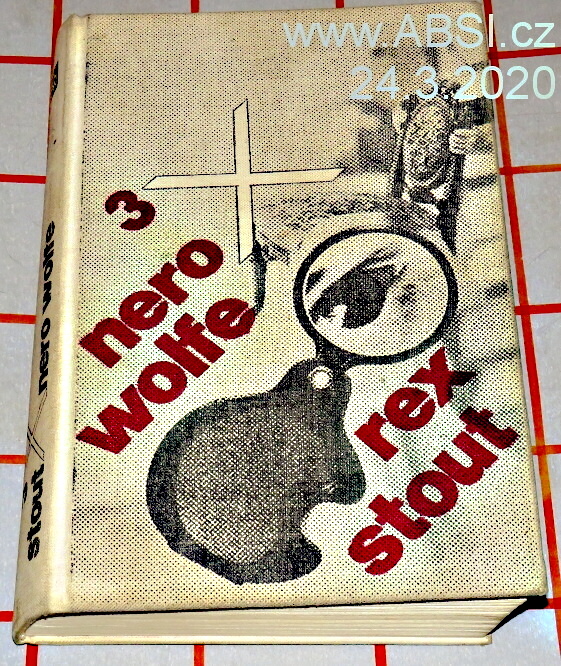 www.ABSI.cz
24.3.2020
3
nero
wolfe
rex
stout
stout nero wolfe